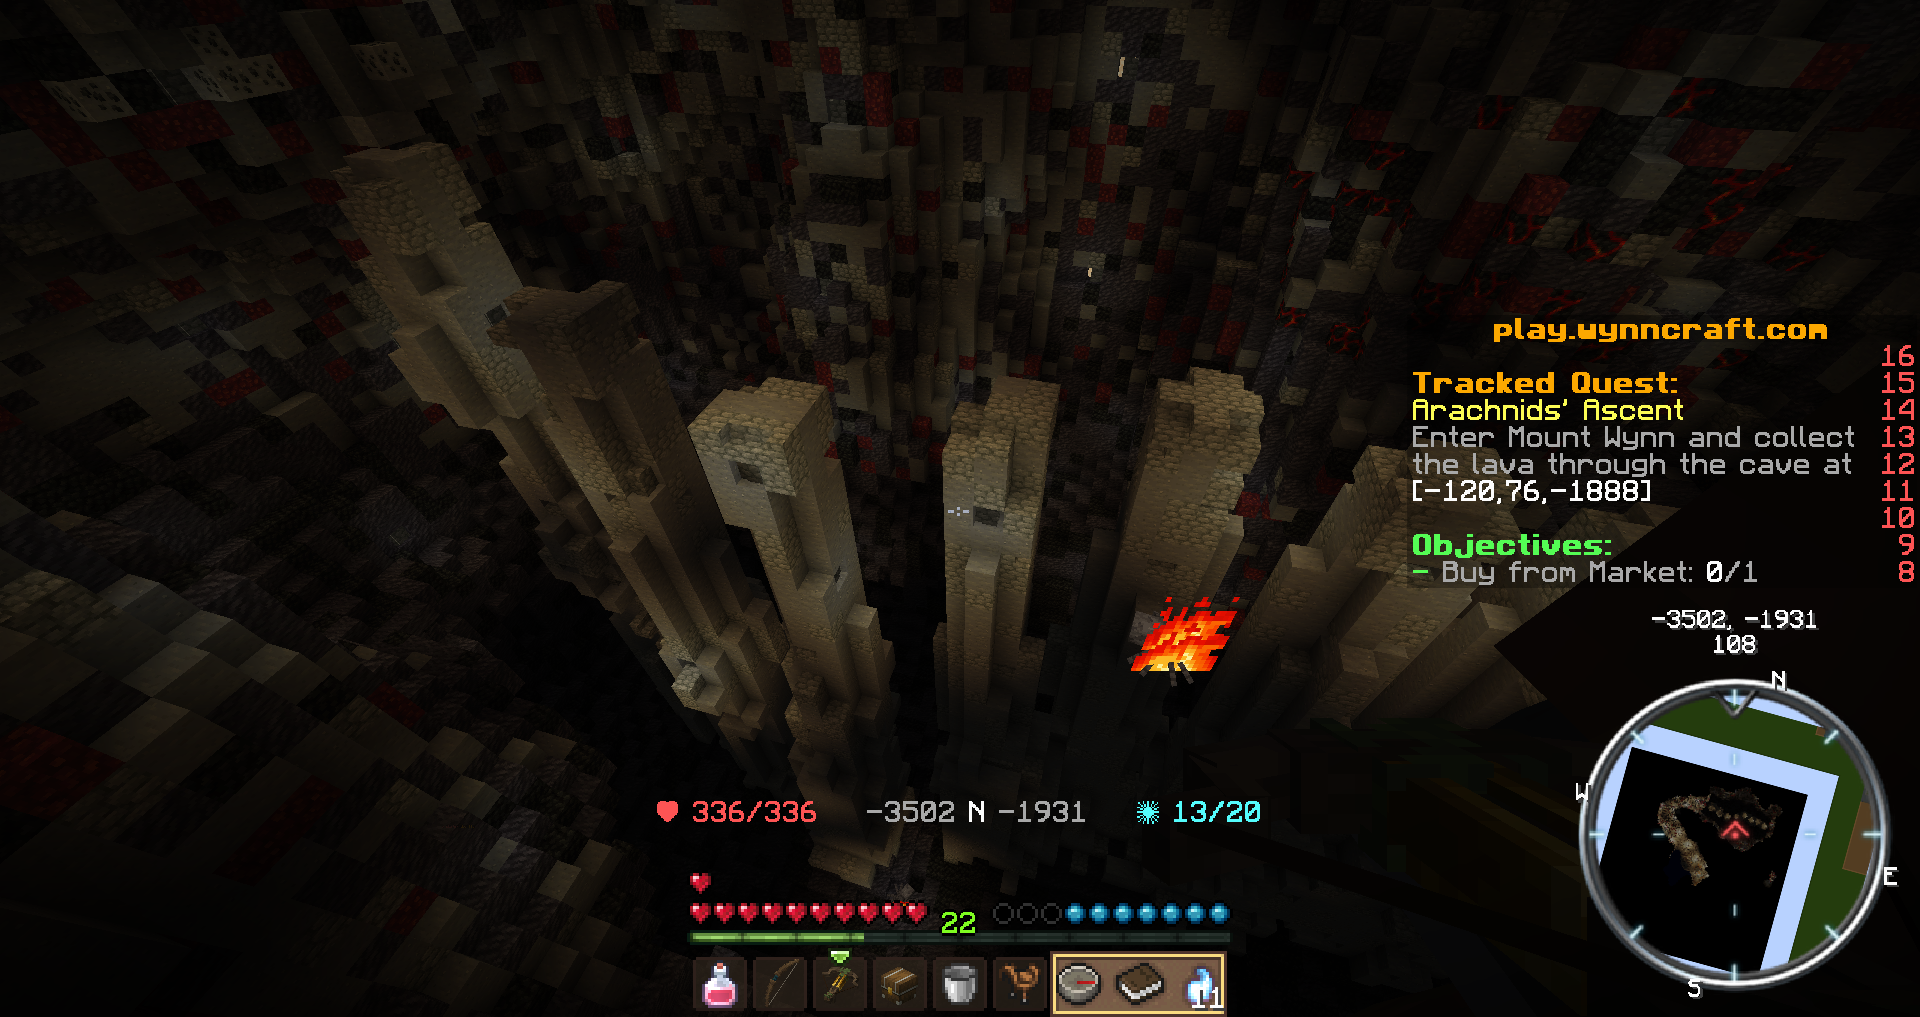 play.wynncraft.com
16
Tracked Quest: 15
Arachnids' Ascent 14
Enter Mount Wynn and collect 13
the lava through the cave at 12
[-120,76,-1888] 11
10
Objectives: 9
- Buy from Market: 0/1 8
-3502, -1931
108
N
W
E
S
336/336 -3502 N -1931 13/20
22
11